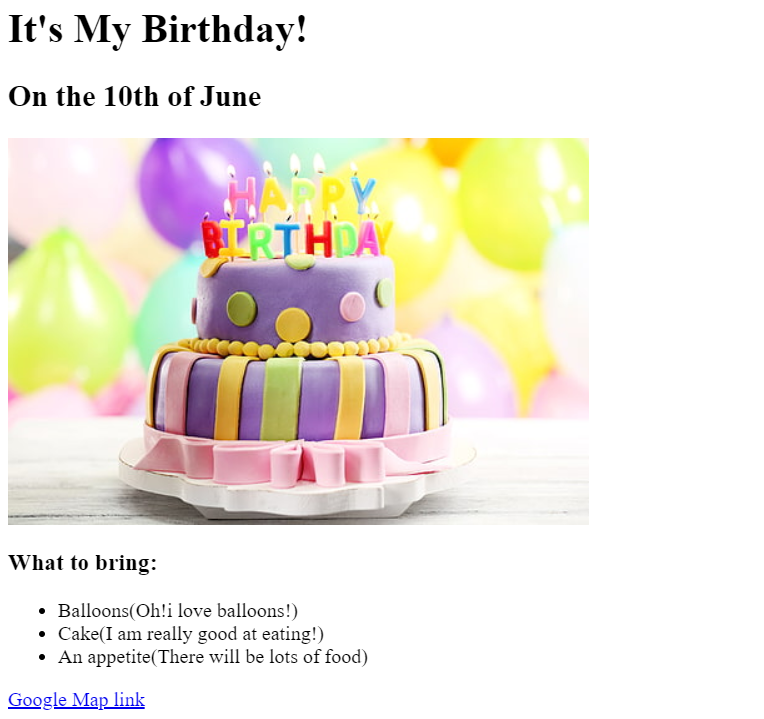 It's My Birthday!
On the 10th of June
HAPPY
BIRTHDAY
What to bring:
Balloons(Oh!i love balloons!)
Cake(I am really good at eating!)
An appetite(There will be lots of food)
Google Map link